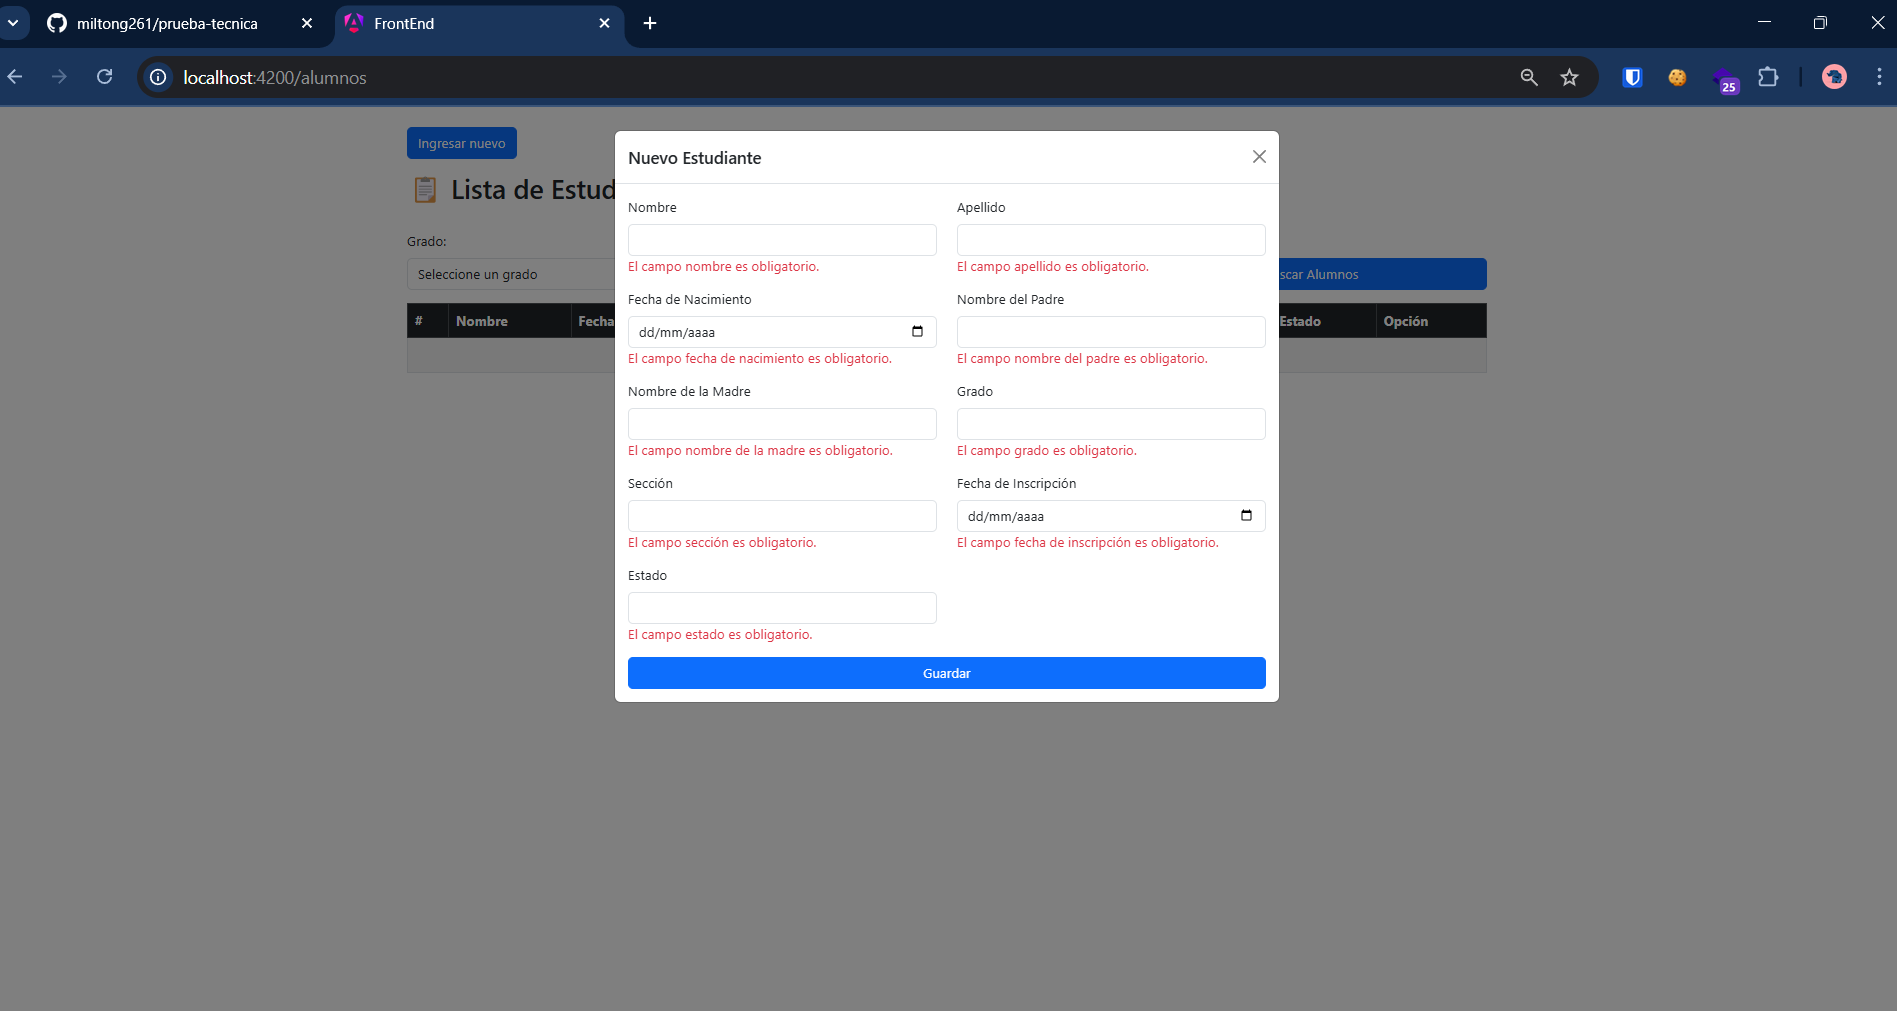 miltong261/prueba-tecnica
FrontEnd
localhost:4200/alumnos
25
Ingresar nuevo
Lista de Estud
Grado:
Seleccione un grado
scar Alumnos
# Nombre Fecha Estado Opción
Nuevo Estudiante
Nombre Apellido
El campo nombre es obligatorio. El campo apellido es obligatorio.
Fecha de Nacimiento Nombre del Padre
dd/mm/aaaa
El campo fecha de nacimiento es obligatorio. El campo nombre del padre es obligatorio.
Nombre de la Madre Grado
El campo nombre de la madre es obligatorio. El campo grado es obligatorio.
Sección Fecha de Inscripción
dd/mm/aaaa
El campo sección es obligatorio. El campo fecha de inscripción es obligatorio.
Estado
El campo estado es obligatorio.
Guardar